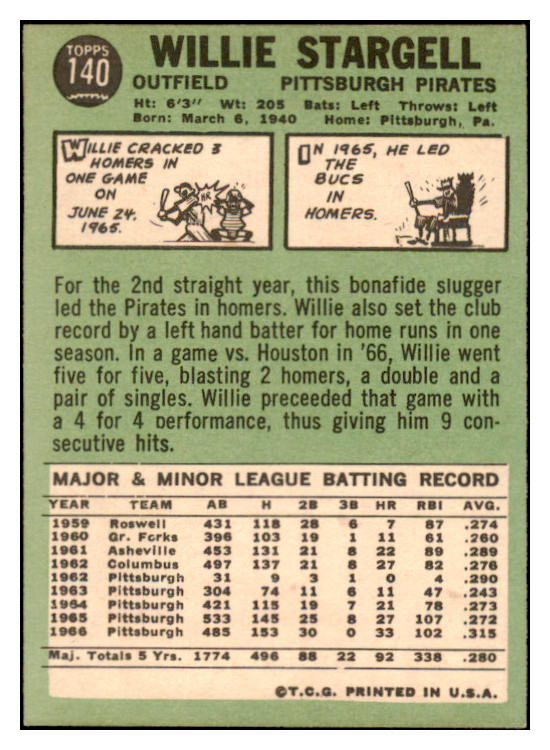 TOPPS
140
WILLIE STARGELL
OUTFIELD PITTSBURGH PIRATES
Ht: 6'3" Wt: 205 Bats: Left Throws: Left
Born: March 6, 1940 Home: Pittsburgh, Pa.
WILLIE CRACKED 3
HOMERS IN
ONE GAME
ON
JUNE 24,
1965.
HR
IN 1965, HE LED
THE
BUCS
IN
HOMERS.
For the 2nd straight year, this bonafide slugger
led the Pirates in homers. Willie also set the club
record by a left hand batter for home runs in one
season. In a game vs. Houston in '66, Willie went
five for five, blasting 2 homers, a double and a
pair of singles. Willie preceeded that game with
a 4 for 4 performance, thus giving him 9 con-
secutive hits.
MAJOR & MINOR LEAGUE BATTING RECORD
YEAR TEAM AB H 2B 3B HR RBI AVG.
1959 Roswell 431 118 28 6 7 87 .274
1960 Gr. Forks 396 103 19 1 11 61 .260
1961 Asheville 453 131 21 8 22 89 .289
1962 Columbus 497 137 21 8 27 82 .276
1962 Pittsburgh 31 9 3 1 0 4 .290
1963 Pittsburgh 304 74 11 6 11 47 .243
1964 Pittsburgh 421 115 19 7 21 78 .273
1965 Pittsburgh 533 145 25 8 27 107 .272
1966 Pittsburgh 485 153 30 0 33 102 .315
Maj. Totals 5 Yrs. 1774 496 88 22 92 338 .280
©T.C.G. PRINTED IN U.S.A.